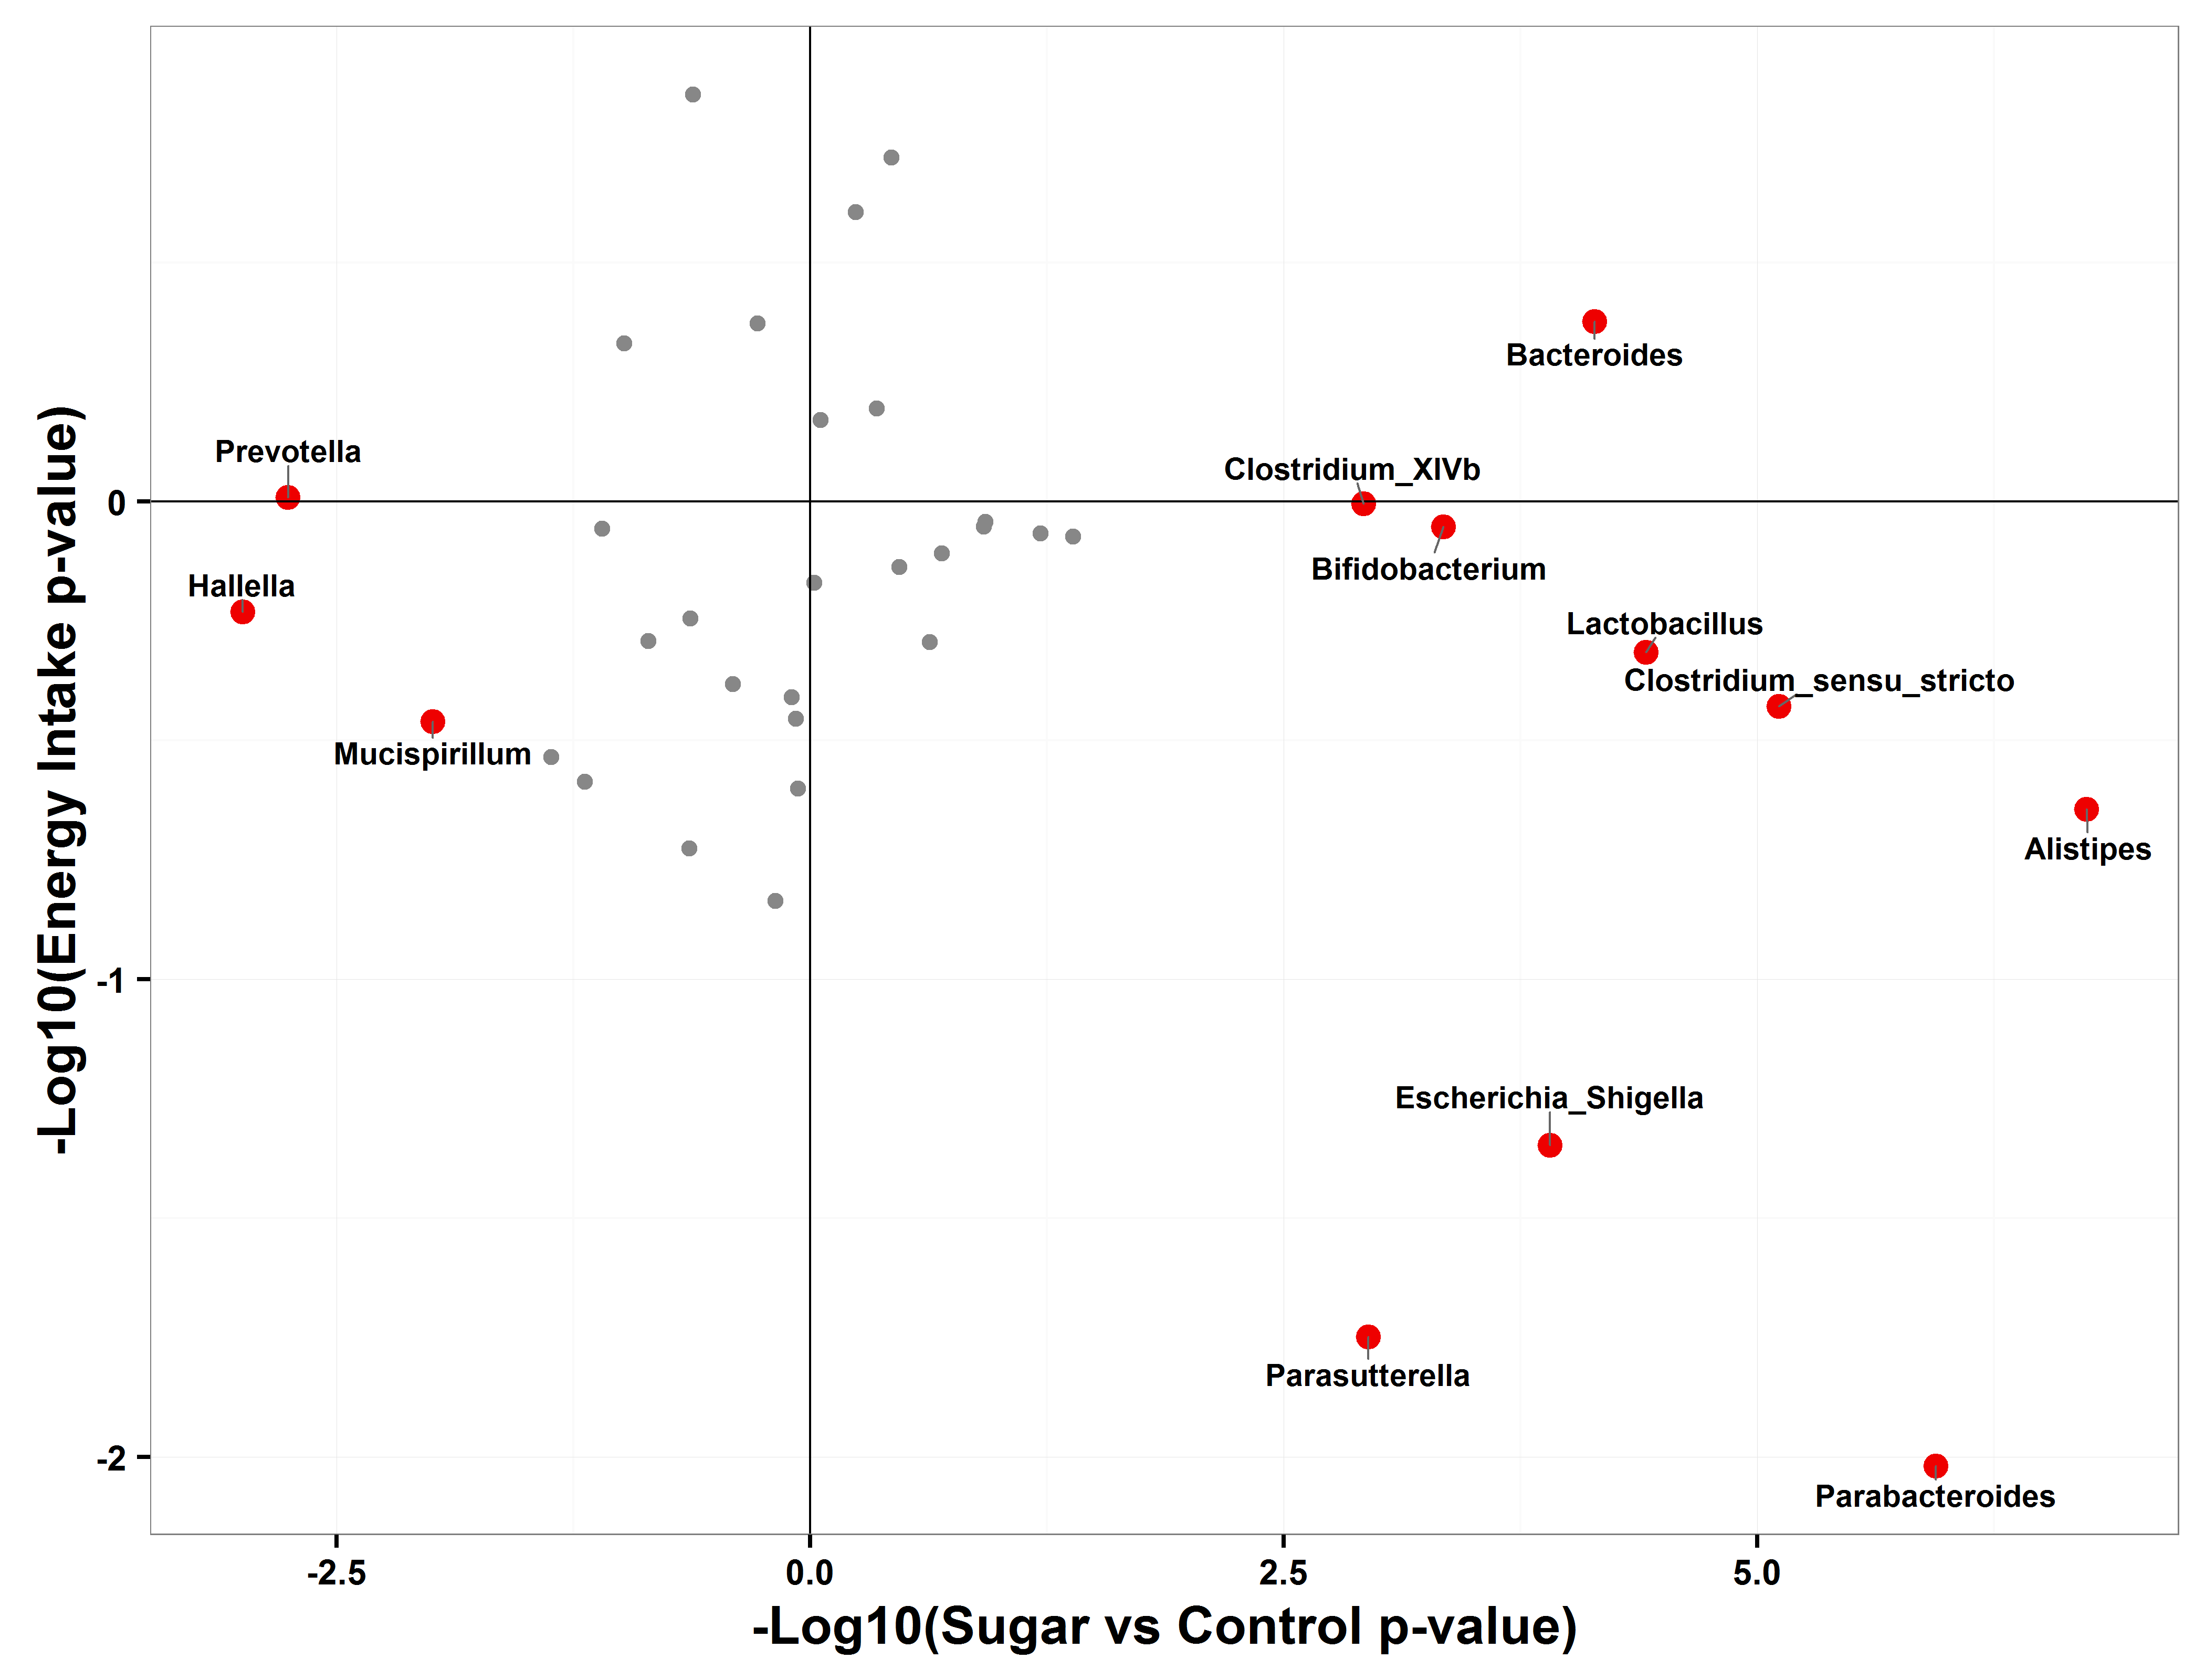 Bacteroides
Prevotella
Clostridium_XIVb
Bifidobacterium
Hallella
Lactobacillus
Clostridium_sensu_stricto
Mucispirillum
Alistipes
Escherichia_Shigella
Parasutterella
Parabacteroides
0
-1
-2
-Log10(Energy Intake p-value)
-2.5 0.0 2.5 5.0
-Log10(Sugar vs Control p-value)